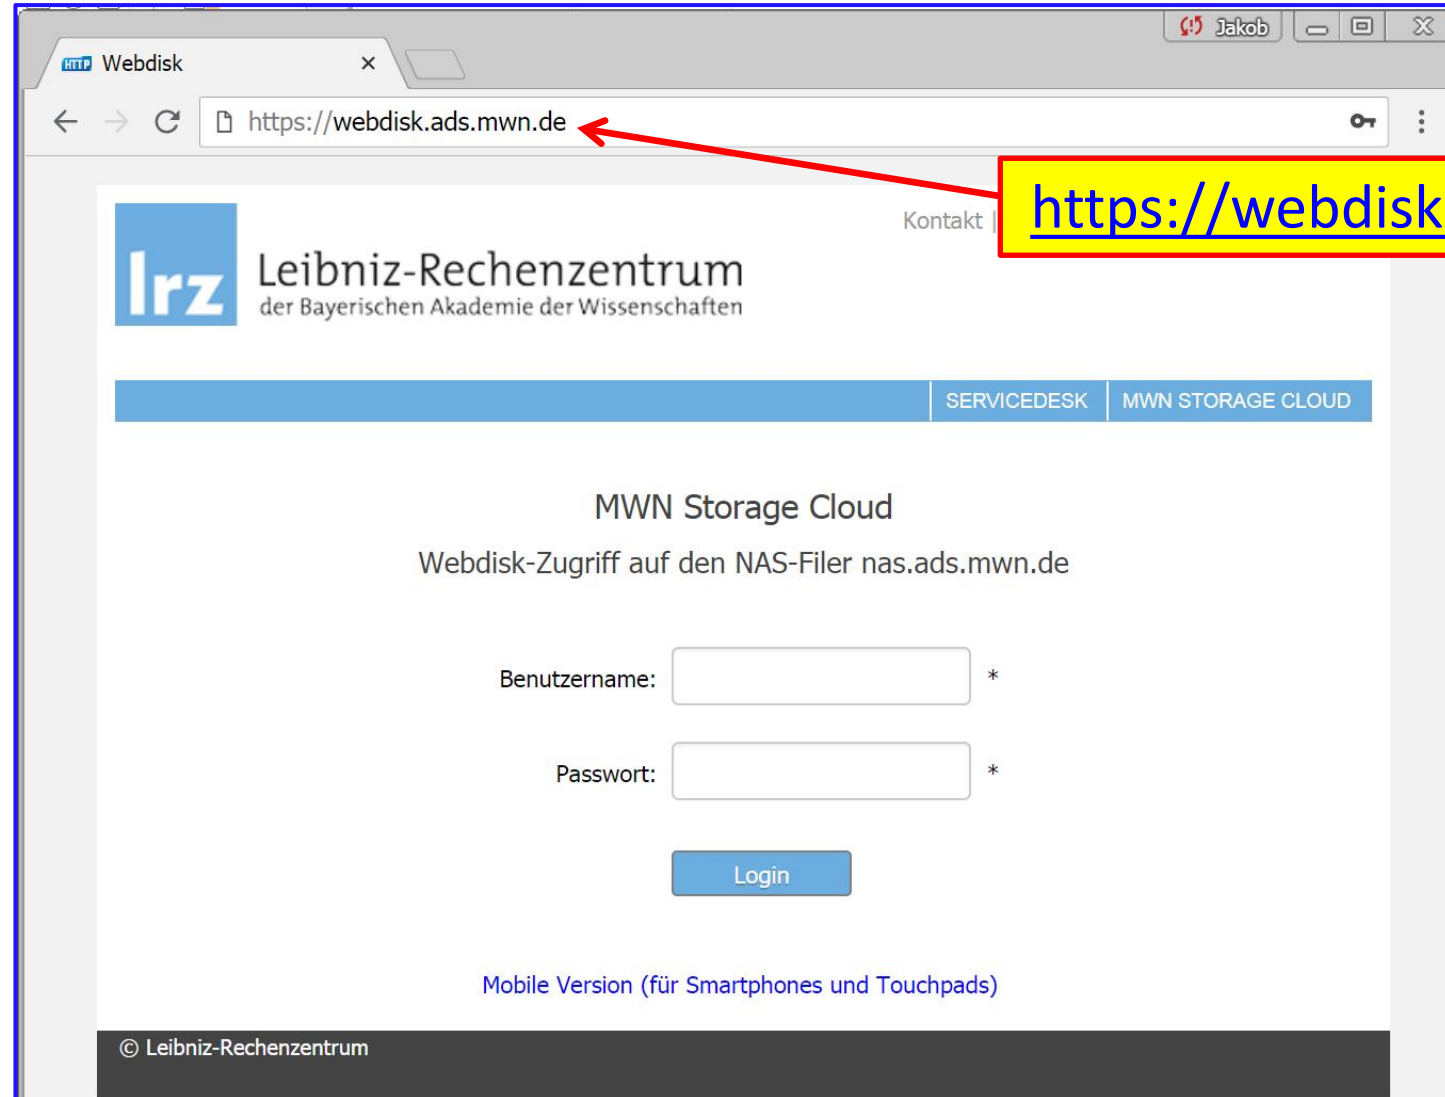 Jakob
HTTP Webdisk
https://webdisk.ads.mwn.de
https://webdisk
Kontakt |
lrz
Leibniz-Rechenzentrum
der Bayerischen Akademie der Wissenschaften
SERVICEDESK MWN STORAGE CLOUD
MWN Storage Cloud
Webdisk-Zugriff auf den NAS-Filer nas.ads.mwn.de
Benutzername: *
Passwort: *
Login
Mobile Version (für Smartphones und Touchpads)
© Leibniz-Rechenzentrum